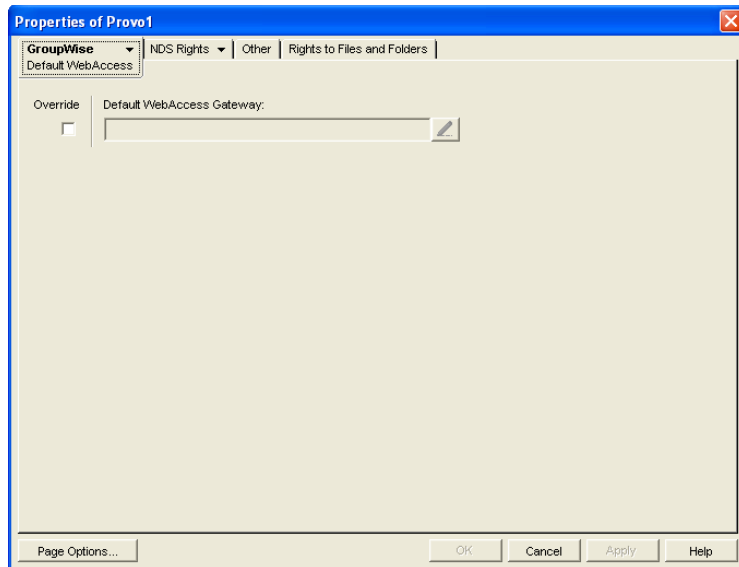 Properties of Provo1
GroupWise NDS Rights Other Rights to Files and Folders
Default WebAccess
Override Default WebAccess Gateway:
Page Options... OK Cancel Apply Help